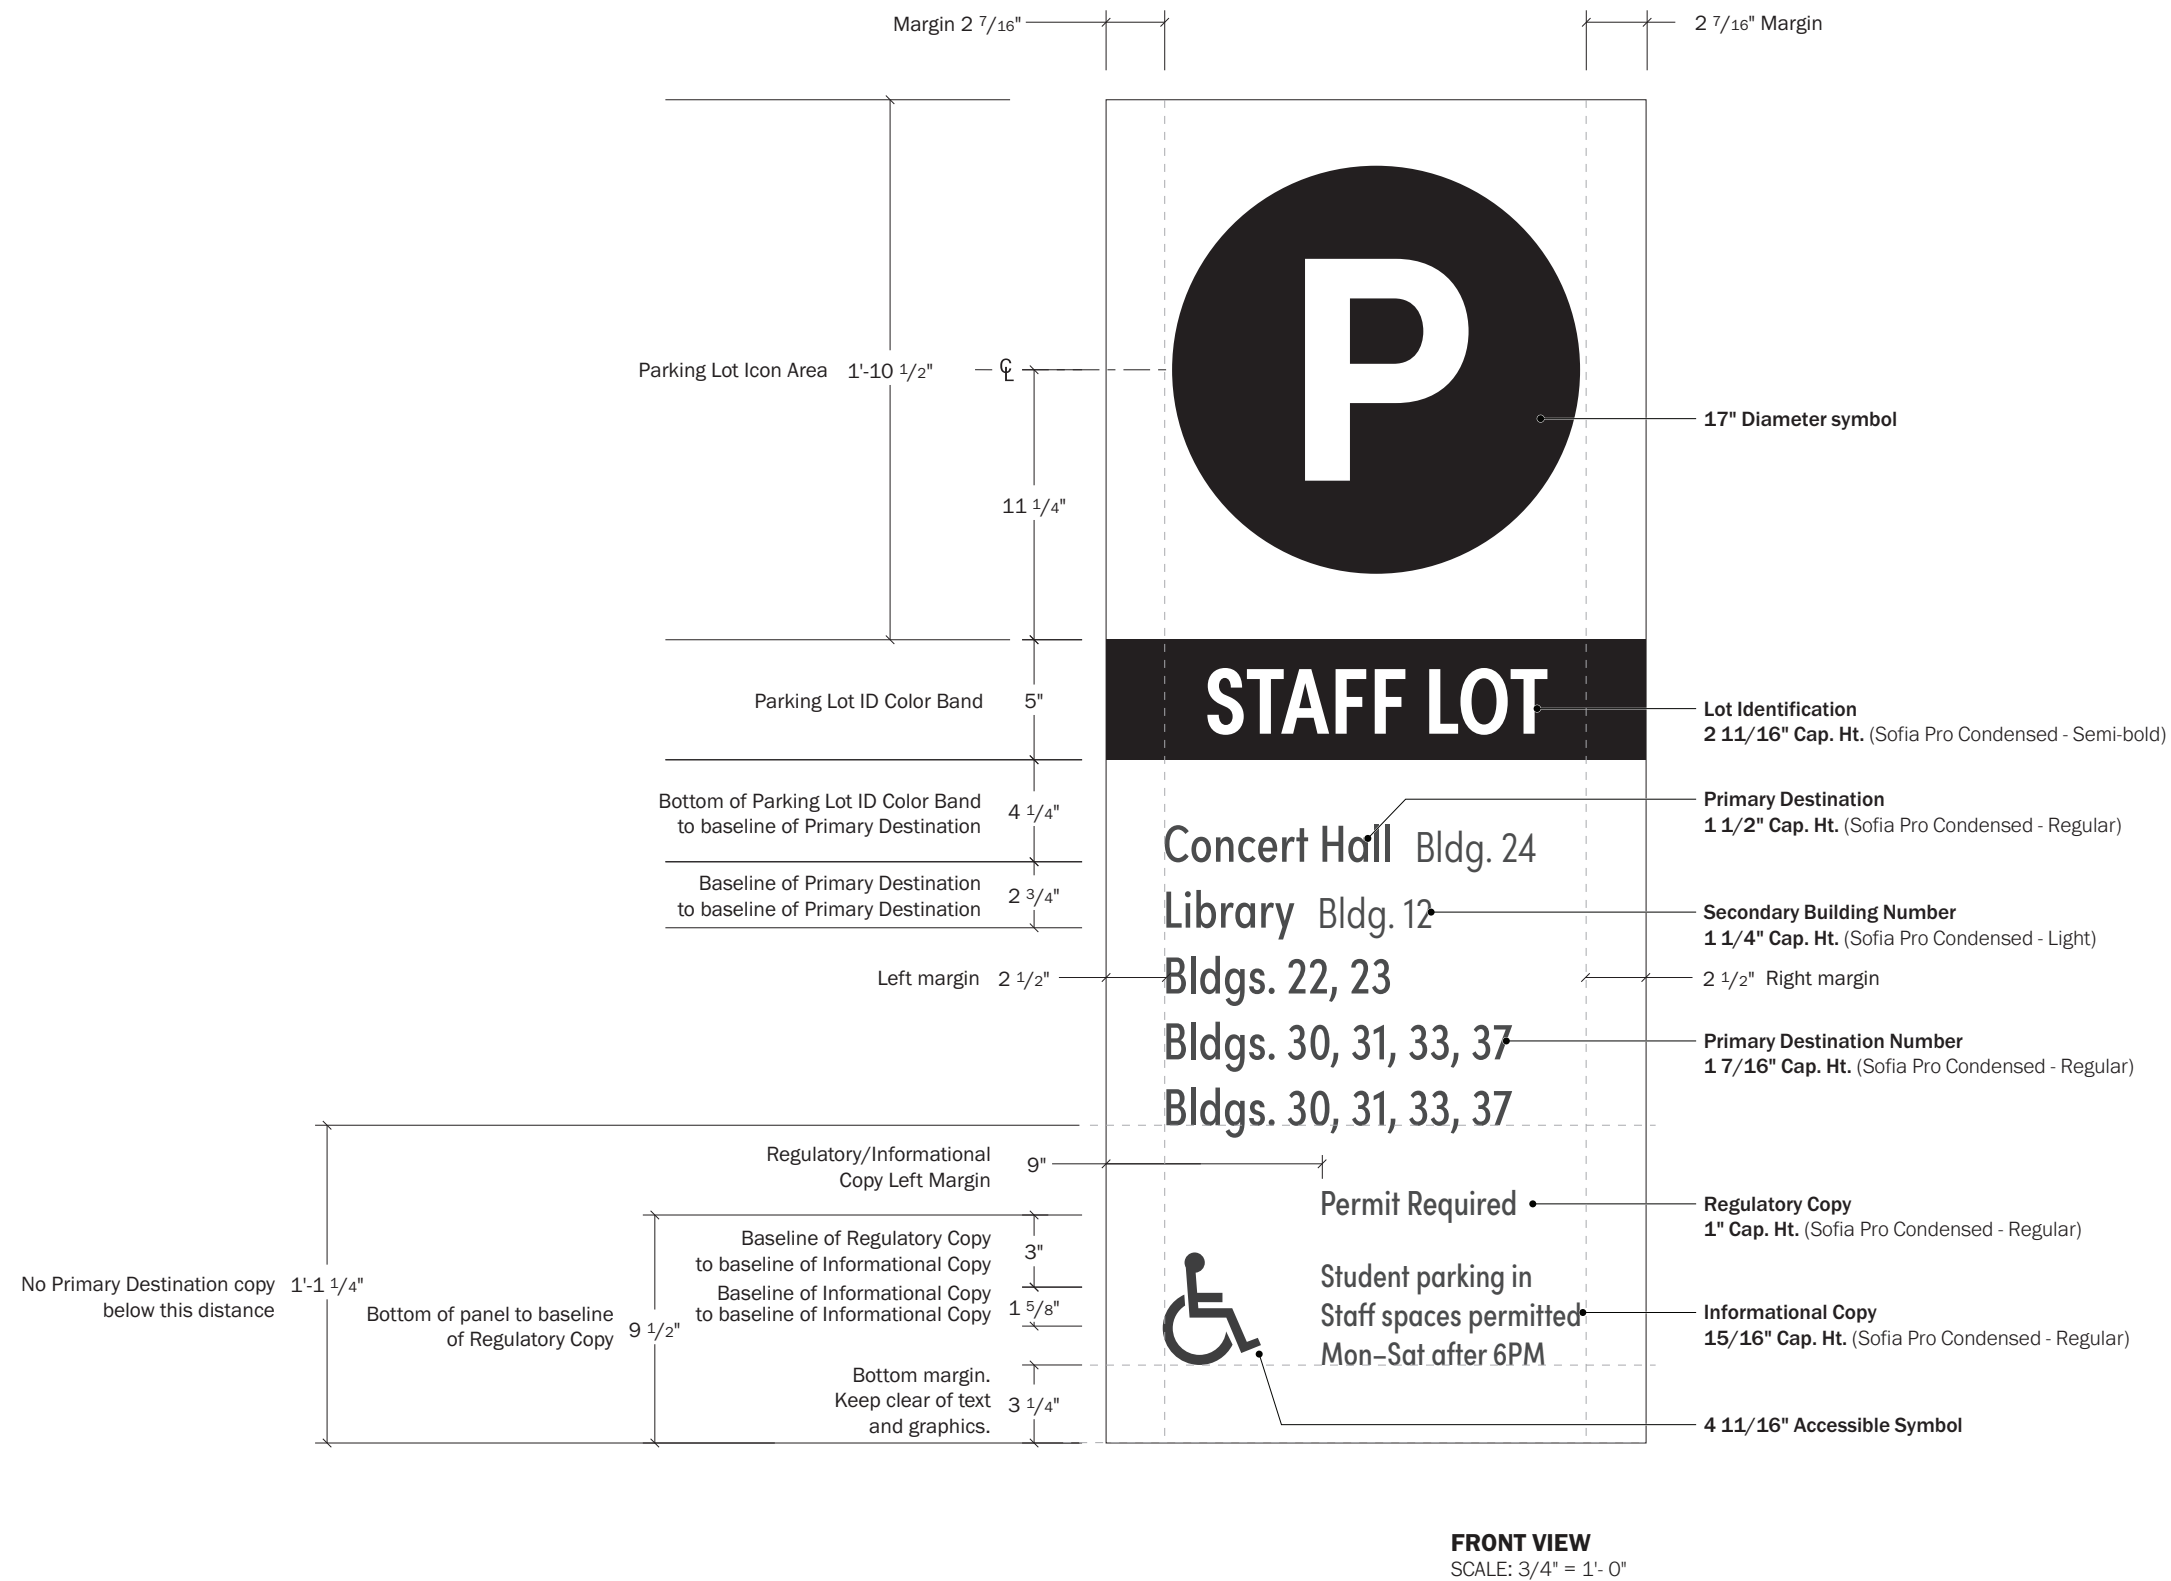 Margin 2 7/16"
2 7/16" Margin
P
Parking Lot Icon Area 1'-10 1/2"
CL
17" Diameter symbol
11 1/4"
Parking Lot ID Color Band 5"
STAFF LOT
Lot Identification
2 11/16" Cap. Ht. (Sofia Pro Condensed - Semi-bold)
Bottom of Parking Lot ID Color Band
to baseline of Primary Destination
4 1/4"
Primary Destination
1 1/2" Cap. Ht. (Sofia Pro Condensed - Regular)
Concert Hall Bldg. 24
Baseline of Primary Destination
to baseline of Primary Destination
2 3/4"
Library Bldg. 12
Secondary Building Number
1 1/4" Cap. Ht. (Sofia Pro Condensed - Light)
Left margin 2 1/2"
Bldgs. 22, 23
2 1/2" Right margin
Bldgs. 30, 31, 33, 37
Primary Destination Number
1 7/16" Cap. Ht. (Sofia Pro Condensed - Regular)
Bldgs. 30, 31, 33, 37
Regulatory/Informational
Copy Left Margin
9"
Permit Required
Regulatory Copy
1" Cap. Ht. (Sofia Pro Condensed - Regular)
Baseline of Regulatory Copy
to baseline of Informational Copy
3"
No Primary Destination copy
below this distance
1'-1 1/4"
Bottom of panel to baseline
of Regulatory Copy
9 1/2"
Baseline of Informational Copy
to baseline of Informational Copy
1 5/8"
Student parking in
Staff spaces permitted
Mon–Sat after 6PM
Informational Copy
15/16" Cap. Ht. (Sofia Pro Condensed - Regular)
Bottom margin.
Keep clear of text
and graphics.
3 1/4"
4 11/16" Accessible Symbol
FRONT VIEW
SCALE: 3/4" = 1'- 0"